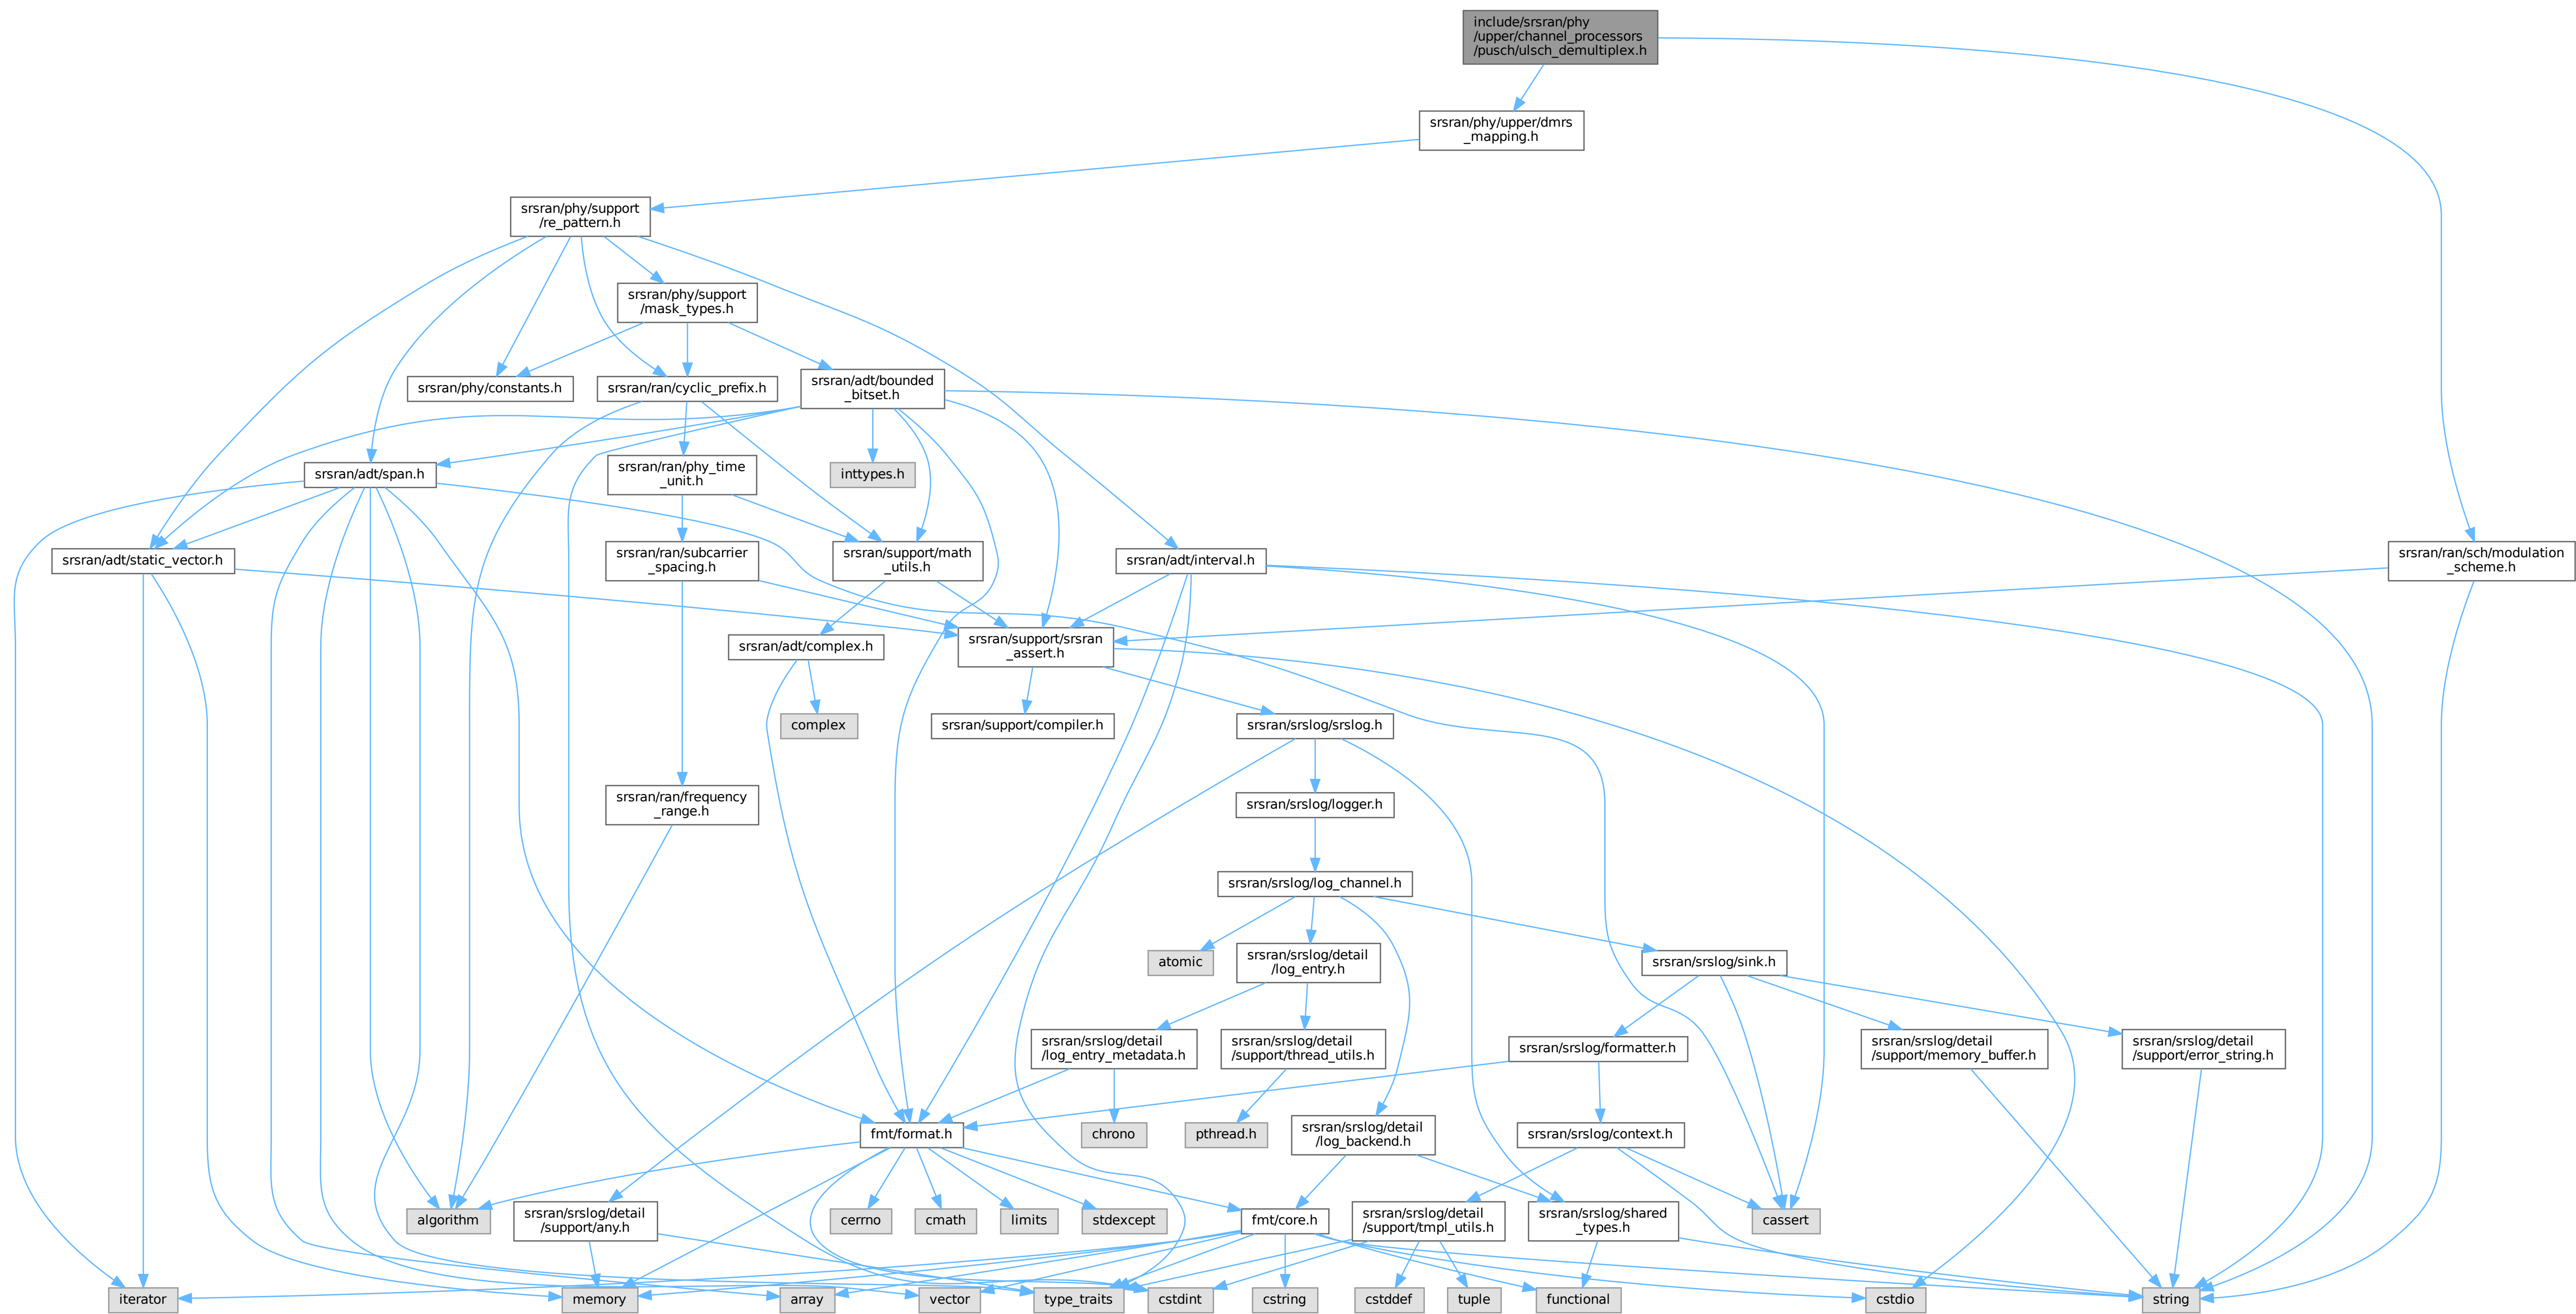 include/srsran/phy
/upper/channel_processors
/pusch/ulsch_demultiplex.h
srsran/phy/upper/dmrs
_mapping.h
srsran/phy/support
/re_pattern.h
srsran/phy/support
/mask_types.h
srsran/phy/constants.h
srsran/ran/cyclic_prefix.h
srsran/adt/bounded
_bitset.h
srsran/adt/span.h
srsran/ran/phy_time
_unit.h
inttypes.h
srsran/adt/static_vector.h
srsran/ran/subcarrier
_spacing.h
srsran/support/math
_utils.h
srsran/adt/interval.h
srsran/ran/sch/modulation
_scheme.h
srsran/adt/complex.h
srsran/support/srsran
_assert.h
complex
srsran/support/compiler.h
srsran/srslog/srslog.h
srsran/ran/frequency
_range.h
srsran/srslog/logger.h
srsran/srslog/log_channel.h
atomic
srsran/srslog/detail
/log_entry.h
srsran/srslog/sink.h
srsran/srslog/detail
/log_entry_metadata.h
srsran/srslog/detail
/support/thread_utils.h
srsran/srslog/formatter.h
srsran/srslog/detail
/support/memory_buffer.h
srsran/srslog/detail
/support/error_string.h
fmt/format.h
chrono
pthread.h
srsran/srslog/detail
/log_backend.h
srsran/srslog/context.h
algorithm
srsran/srslog/detail
/support/any.h
cerrno
cmath
limits
stdexcept
fmt/core.h
srsran/srslog/detail
/support/tmpl_utils.h
srsran/srslog/shared
_types.h
cassert
iterator
memory
array
vector
type_traits
cstdint
cstring
cstddef
tuple
functional
cstdio
string